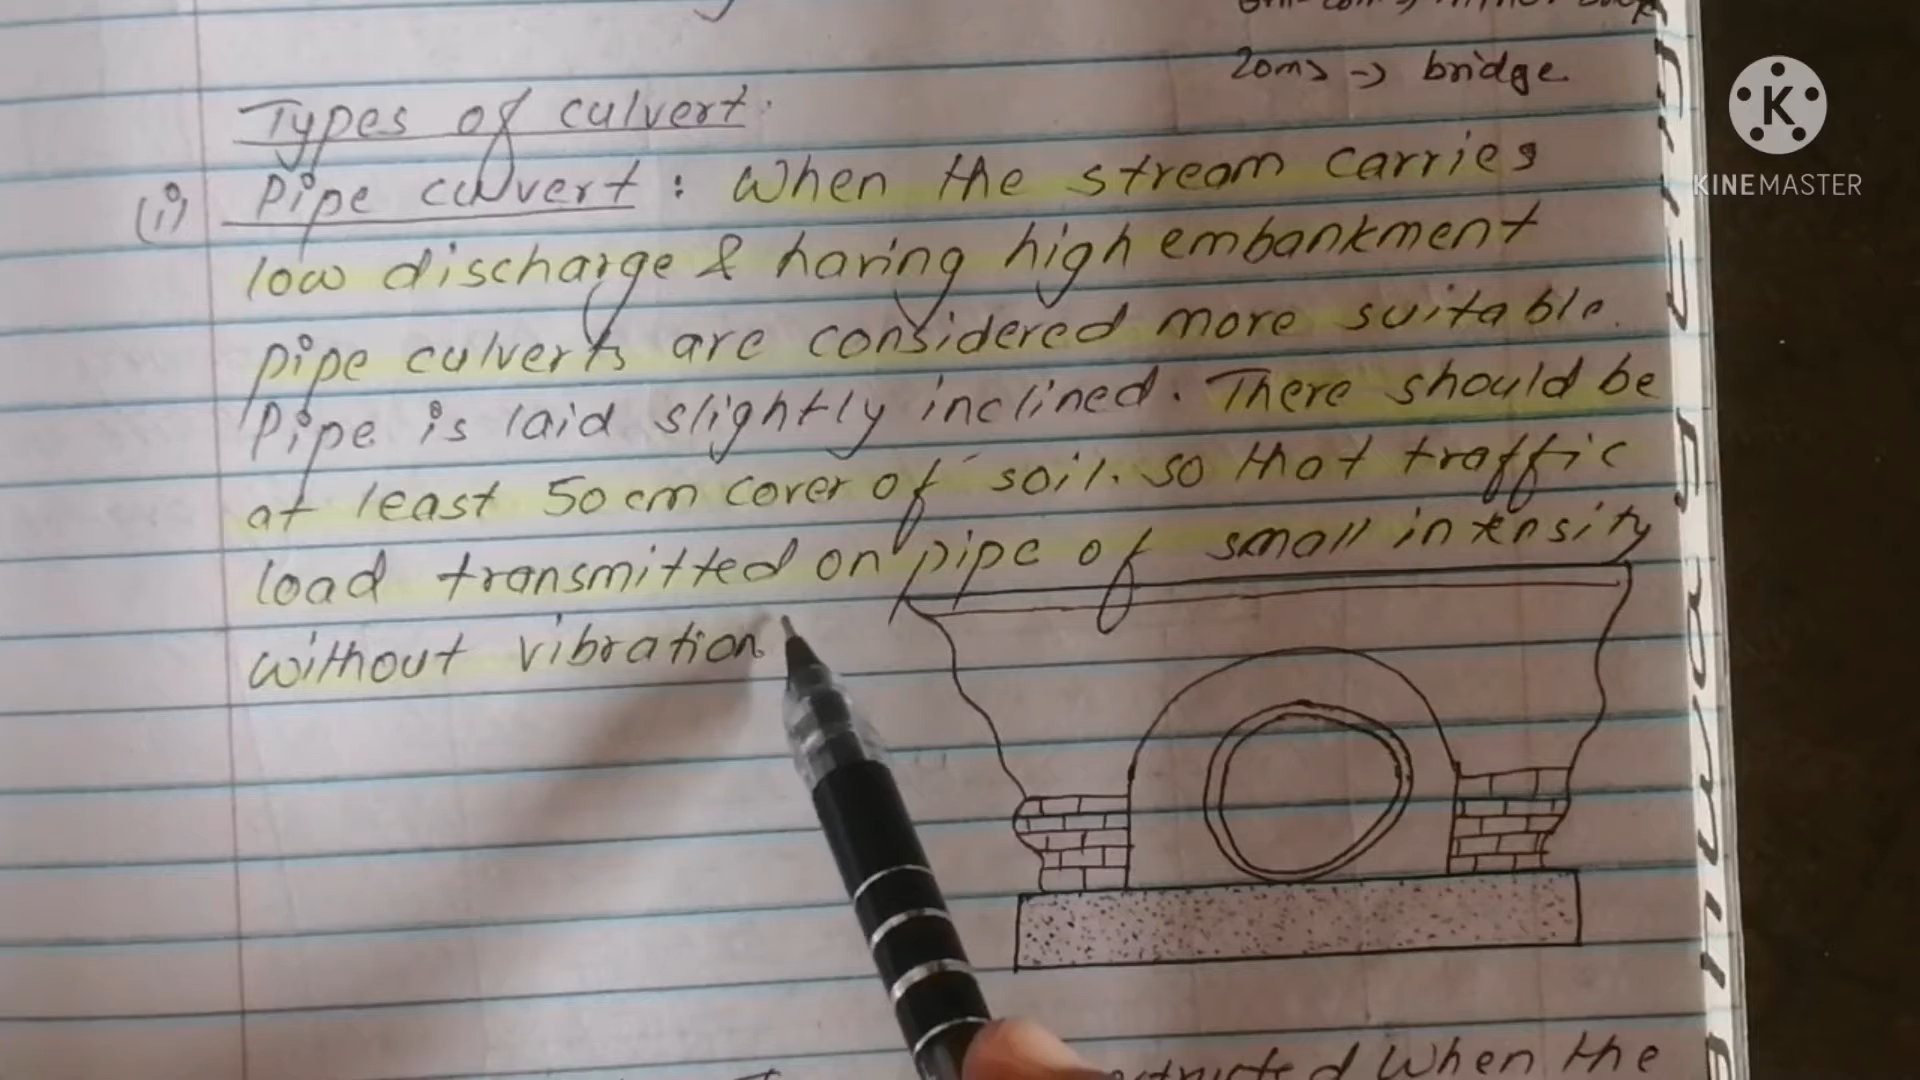 20m> -> bridge.
Types of culvert:
(i) Pipe culvert : When the stream carries
low discharge & having high embankment
pipe culverts are considered more suitable.
Pipe is laid slightly inclined. There should be
at least 50 cm cover of soil. so that traffic
load transmitted on pipe of small intensity
without vibration.
When the
K
KINEMASTER